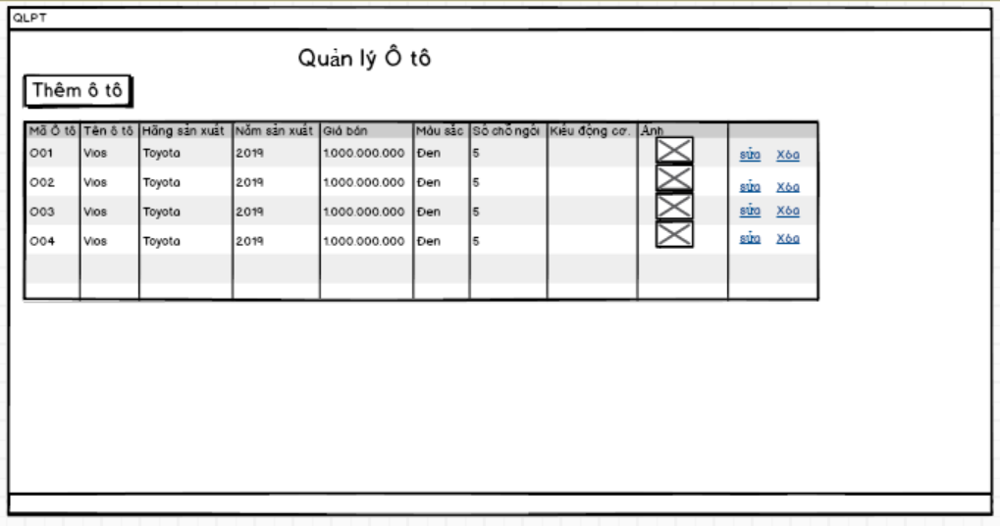 QLPT
Quản lý Ô tô
Thêm ô tô
Mã Ô tô Tên ô tô Hãng sản xuất Năm sản xuất Giá bán Màu sắc Số chỗ ngồi Kiểu động cơ. Ảnh
O01 Vios Toyota 2019 1.000.000.000 Đen 5 sửa Xóa
O02 Vios Toyota 2019 1.000.000.000 Đen 5 sửa Xóa
O03 Vios Toyota 2019 1.000.000.000 Đen 5 sửa Xóa
O04 Vios Toyota 2019 1.000.000.000 Đen 5 sửa Xóa